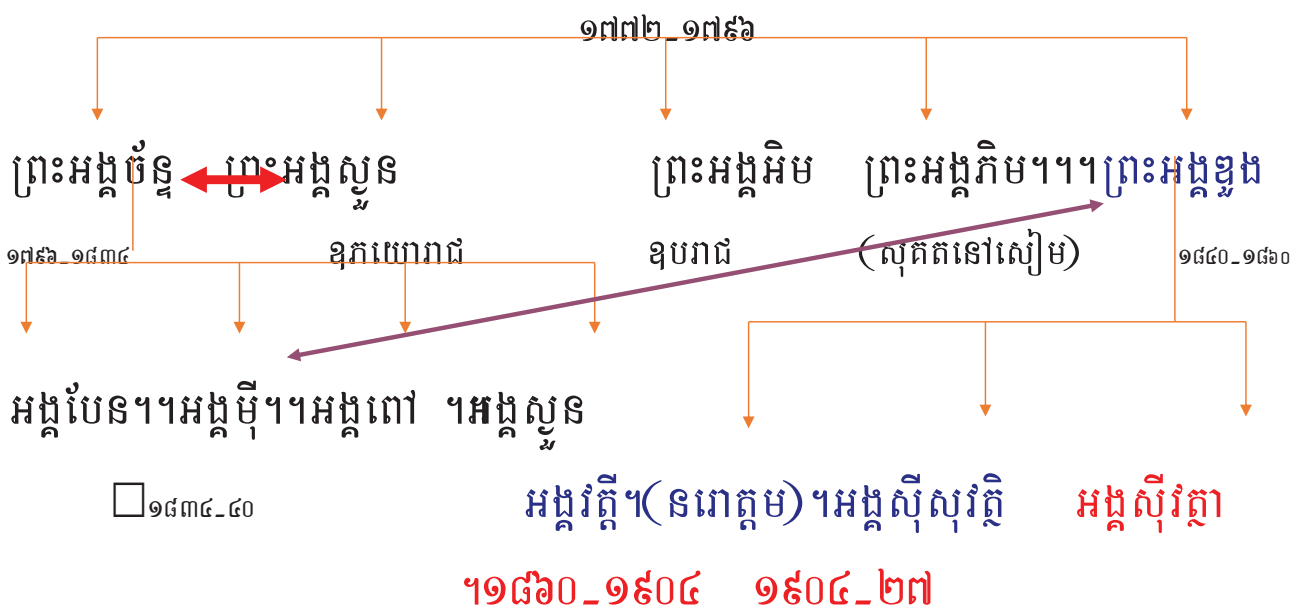 ១៧៧២_១៧៩៦
ព្រះអង្គច័ន្ទ ព្រះអង្គស្ងួន ព្រះអង្គអិម ព្រះអង្គភិម។។។ព្រះអង្គឌួង
១៧៩៦_១៨៣៤ ឧភយោរាជ ឧបរាជ (សុគតនៅសៀម) ១៨៤០_១៨៦០
អង្គបែន។។អង្គម៉ី។។អង្គពៅ ។អង្គស្ងួន
១៨៣៤_៤០ អង្គវត្តី។(នរោត្តម)។អង្គស៊ីសុវត្ថិ អង្គស៊ីវត្ថា
។១៨៦០_១៩០៤ ១៩០៤_២៧